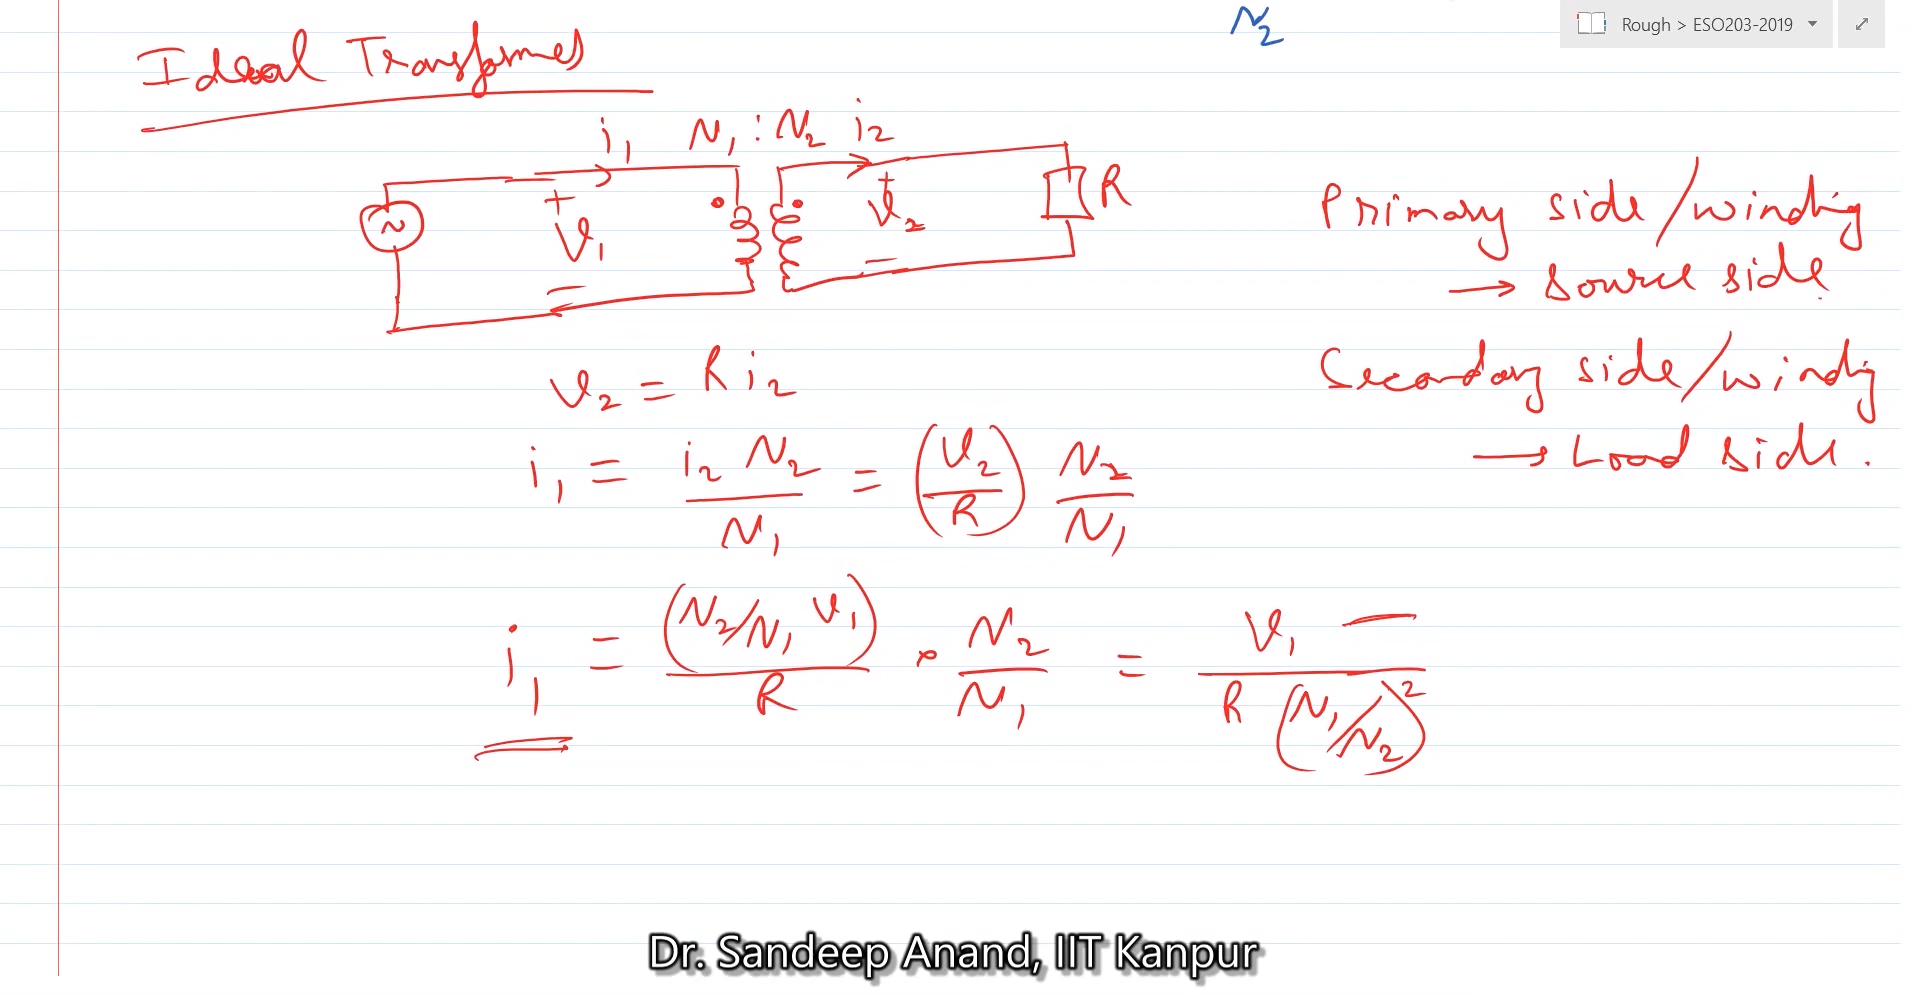 N2
Rough > ESO203-2019
Ideal Transformer
i1 N1 : N2 i2
+ V1 − + V2 − R
~
Primary side/winding
→ Source side.
Secondary side/winding
→ Load side.
V2 = R i2
i1 = i2 N2 / N1 = (V2 / R) N2 / N1
i1 = (N2/N1 V1) / R × N2 / N1 = V1 / R (N1/N2)²
Dr. Sandeep Anand, IIT Kanpur